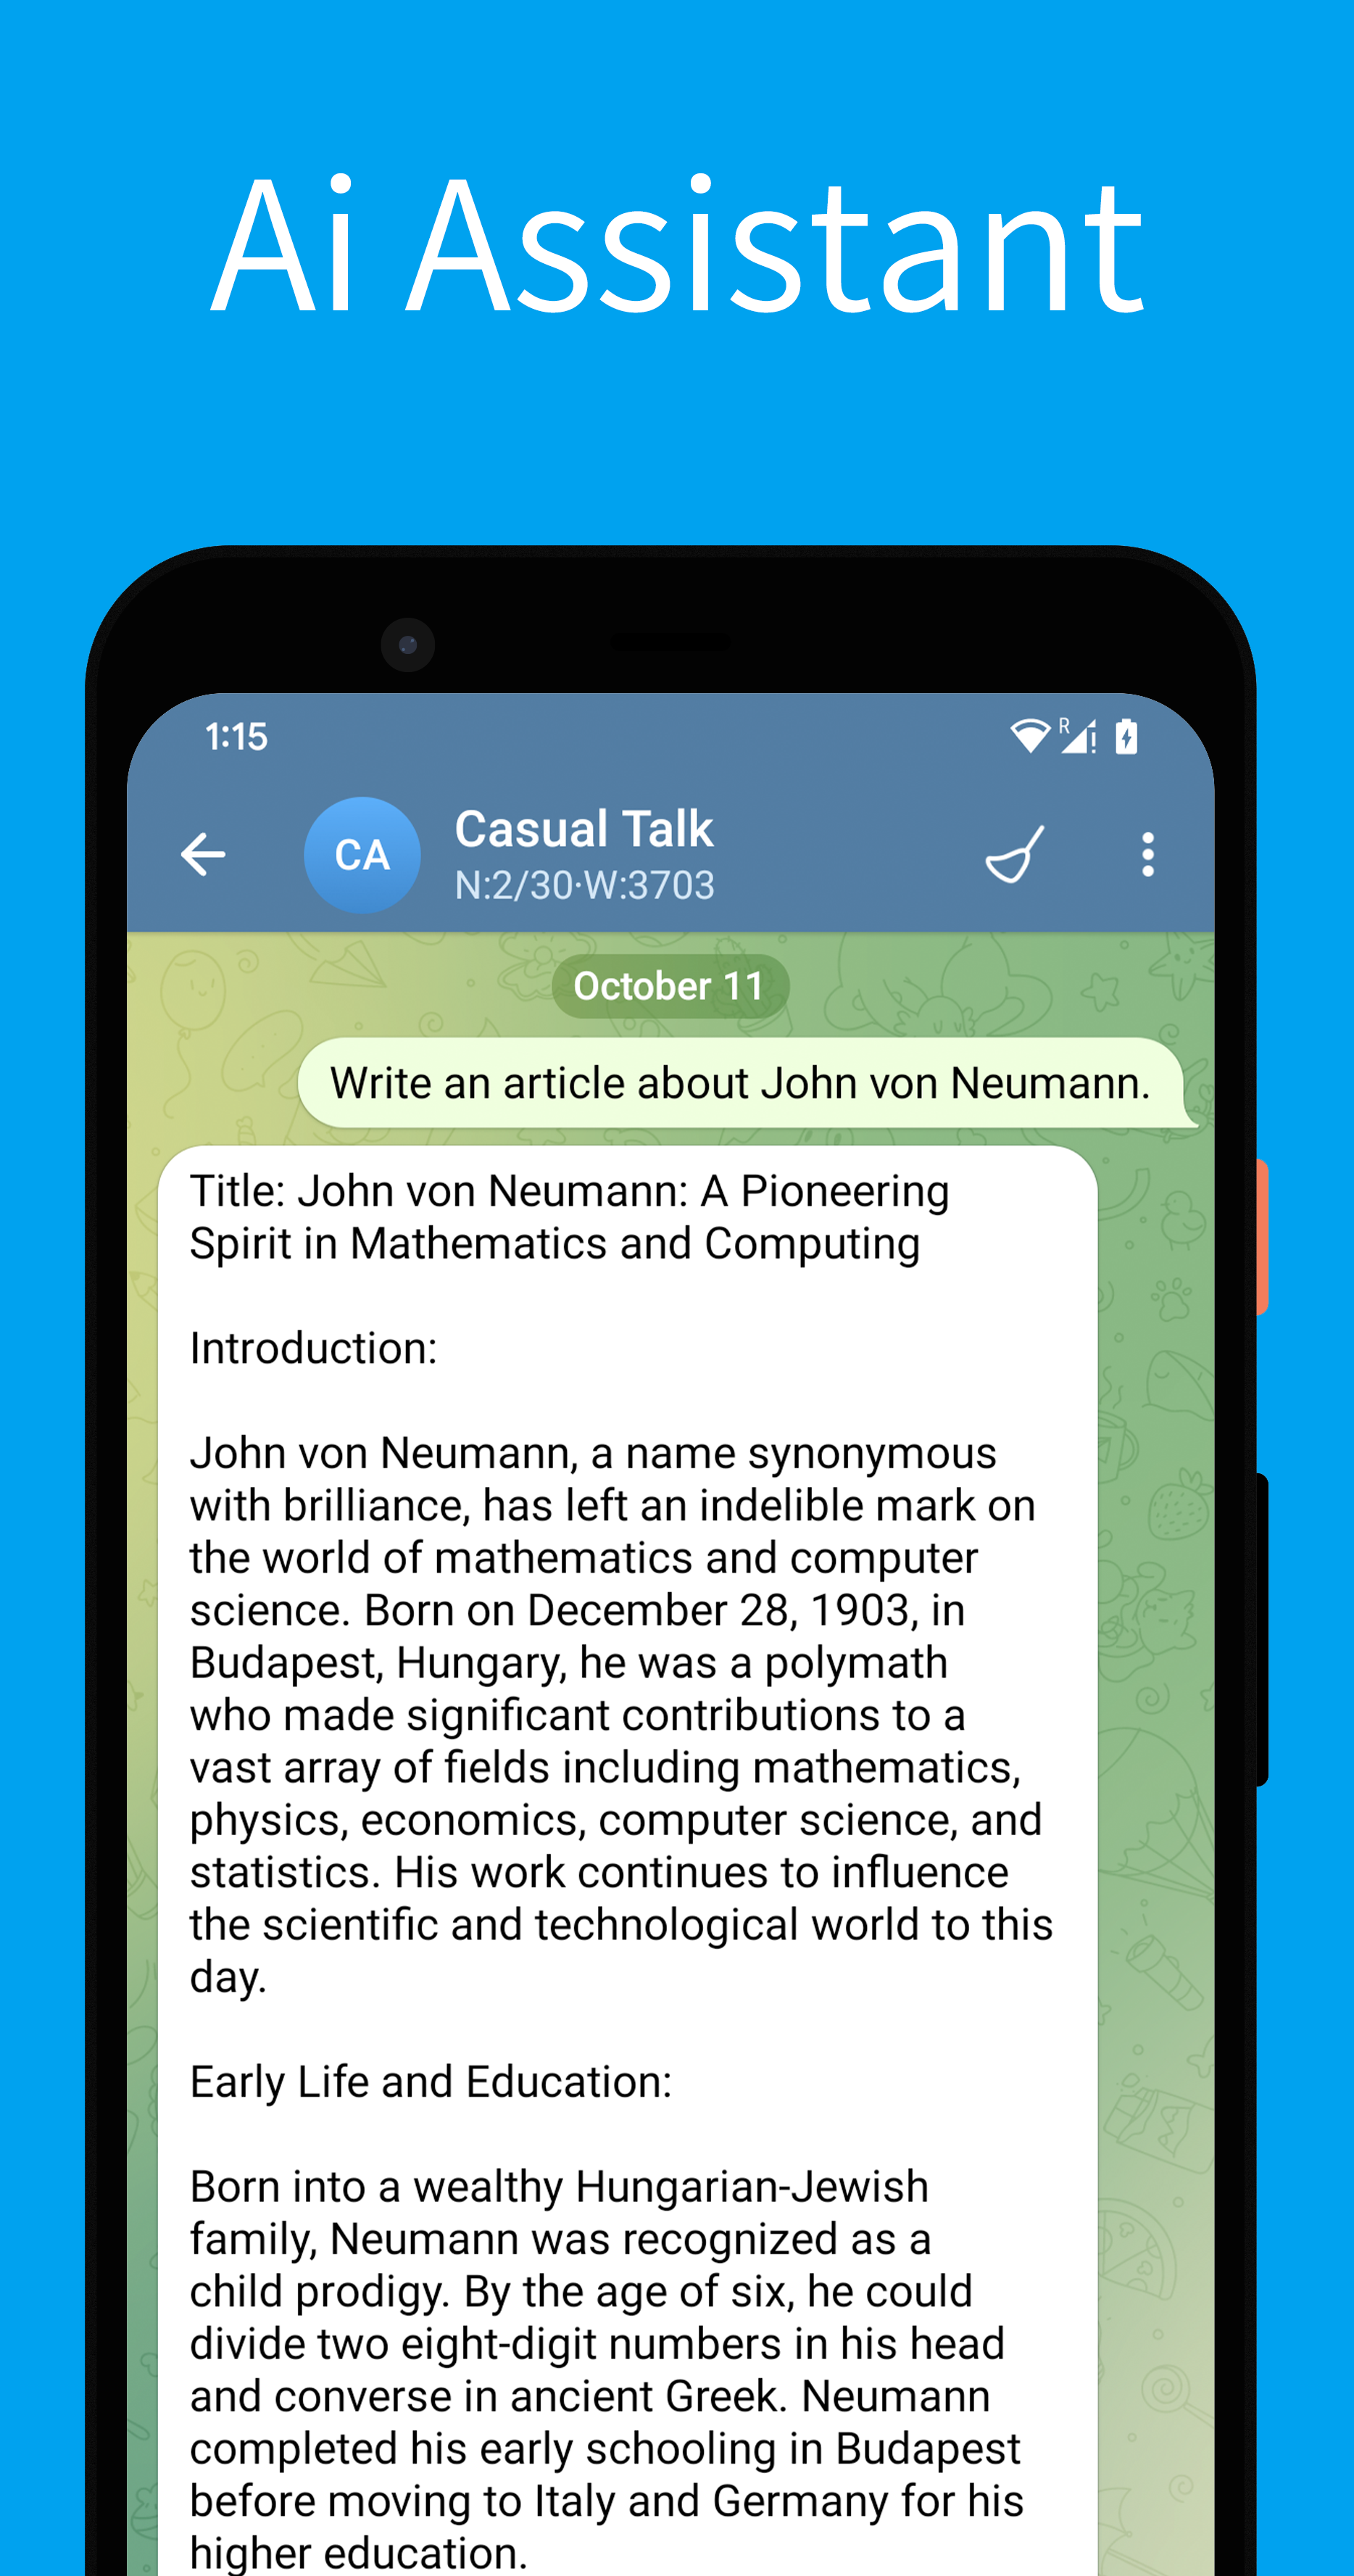 Ai Assistant
1:15
R
CA
Casual Talk
N:2/30·W:3703
October 11
Write an article about John von Neumann.
Title: John von Neumann: A Pioneering
Spirit in Mathematics and Computing
Introduction:
John von Neumann, a name synonymous
with brilliance, has left an indelible mark on
the world of mathematics and computer
science. Born on December 28, 1903, in
Budapest, Hungary, he was a polymath
who made significant contributions to a
vast array of fields including mathematics,
physics, economics, computer science, and
statistics. His work continues to influence
the scientific and technological world to this
day.
Early Life and Education:
Born into a wealthy Hungarian-Jewish
family, Neumann was recognized as a
child prodigy. By the age of six, he could
divide two eight-digit numbers in his head
and converse in ancient Greek. Neumann
completed his early schooling in Budapest
before moving to Italy and Germany for his
higher education.